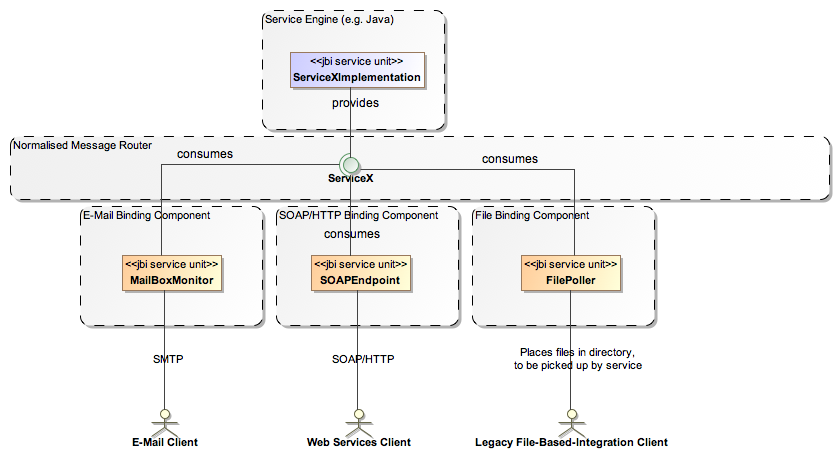 Service Engine (e.g. Java)
<<jbi service unit>>
ServiceXImplementation
provides
Normalised Message Router
consumes
consumes
ServiceX
E-Mail Binding Component
SOAP/HTTP Binding Component
File Binding Component
consumes
<<jbi service unit>>
MailBoxMonitor
<<jbi service unit>>
SOAPEndpoint
<<jbi service unit>>
FilePoller
SMTP
SOAP/HTTP
Places files in directory,
to be picked up by service
E-Mail Client
Web Services Client
Legacy File-Based-Integration Client